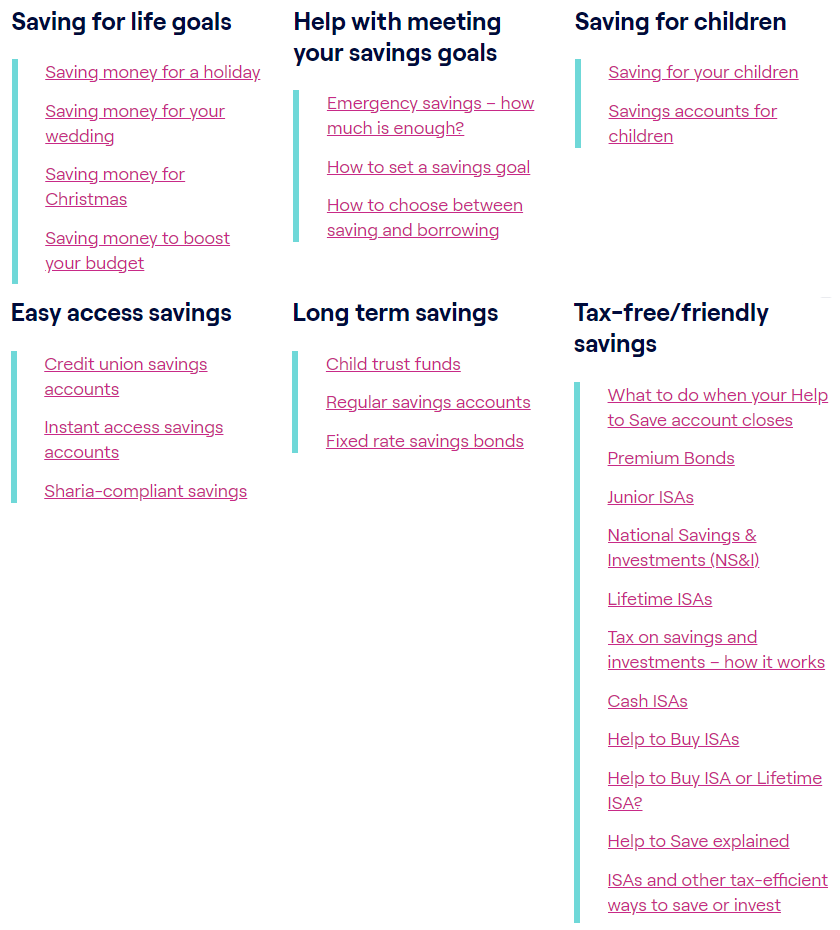 Saving for life goals
Saving money for a holiday
Saving money for your
wedding
Saving money for
Christmas
Saving money to boost
your budget
Help with meeting
your savings goals
Emergency savings – how
much is enough?
How to set a savings goal
How to choose between
saving and borrowing
Saving for children
Saving for your children
Savings accounts for
children
Easy access savings
Credit union savings
accounts
Instant access savings
accounts
Sharia-compliant savings
Long term savings
Child trust funds
Regular savings accounts
Fixed rate savings bonds
Tax-free/friendly
savings
What to do when your Help
to Save account closes
Premium Bonds
Junior ISAs
National Savings &
Investments (NS&I)
Lifetime ISAs
Tax on savings and
investments – how it works
Cash ISAs
Help to Buy ISAs
Help to Buy ISA or Lifetime
ISA?
Help to Save explained
ISAs and other tax-efficient
ways to save or invest